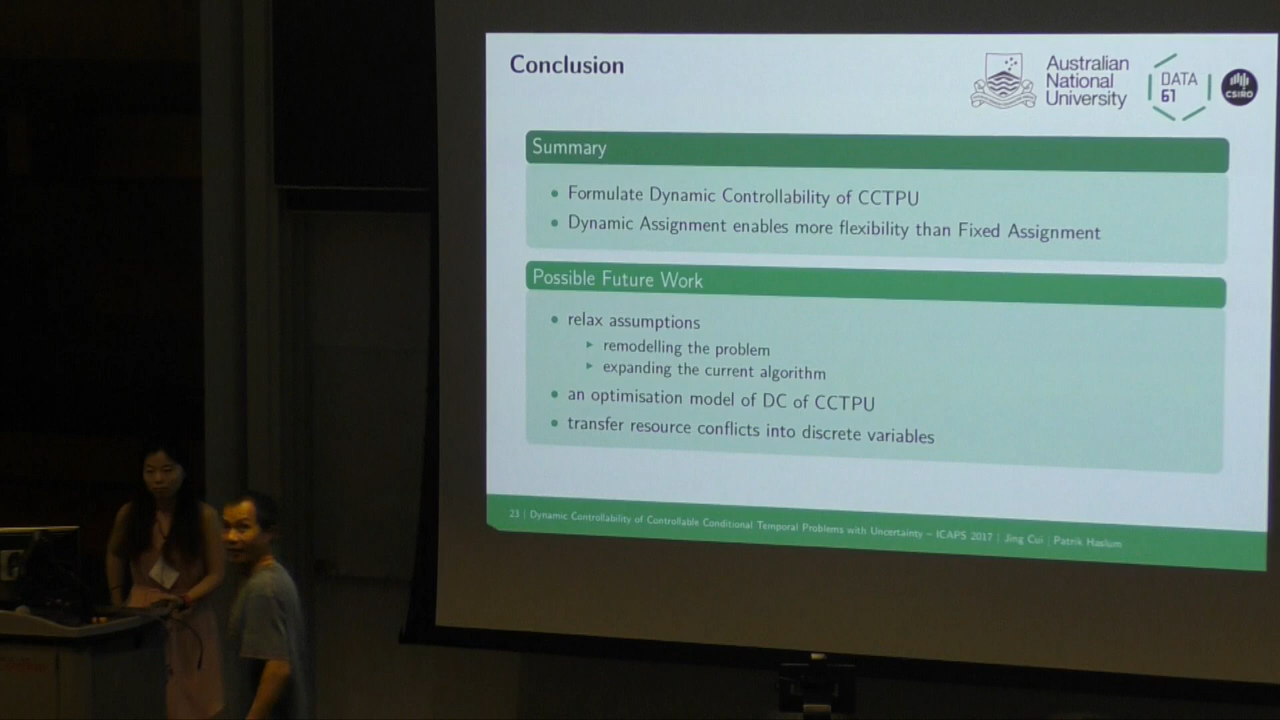 Conclusion
Australian
National
University
DATA
61
CSIRO
Summary
Formulate Dynamic Controllability of CCTPU
Dynamic Assignment enables more flexibility than Fixed Assignment
Possible Future Work
relax assumptions
remodelling the problem
expanding the current algorithm
an optimisation model of DC of CCTPU
transfer resource conflicts into discrete variables
23 | Dynamic Controllability of Controllable Conditional Temporal Problems with Uncertainty – ICAPS 2017 | Jing Cui | Patrik Haslum